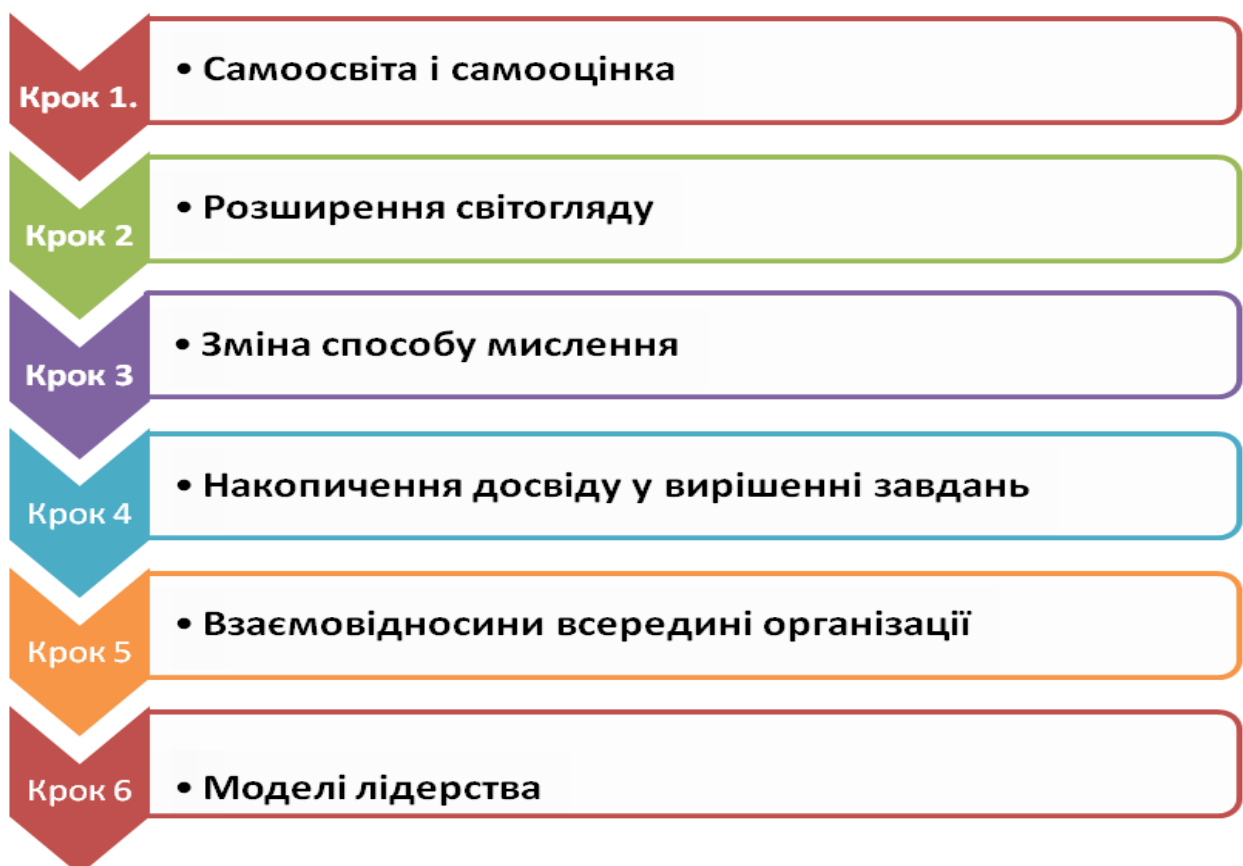 Крок 1.
• Самоосвіта і самооцінка
Крок 2
• Розширення світогляду
Крок 3
• Зміна способу мислення
Крок 4
• Накопичення досвіду у вирішенні завдань
Крок 5
• Взаємовідносини всередині організації
Крок 6
• Моделі лідерства